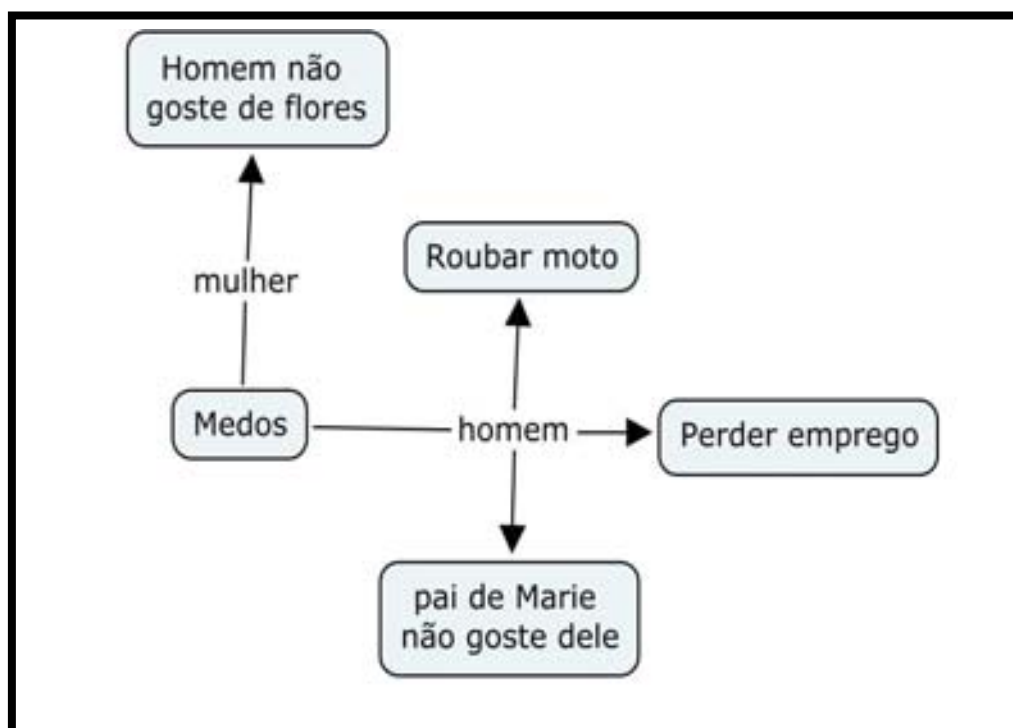 Homem não
goste de flores
mulher
Roubar moto
Medos
homem
Perder emprego
pai de Marie
não goste dele